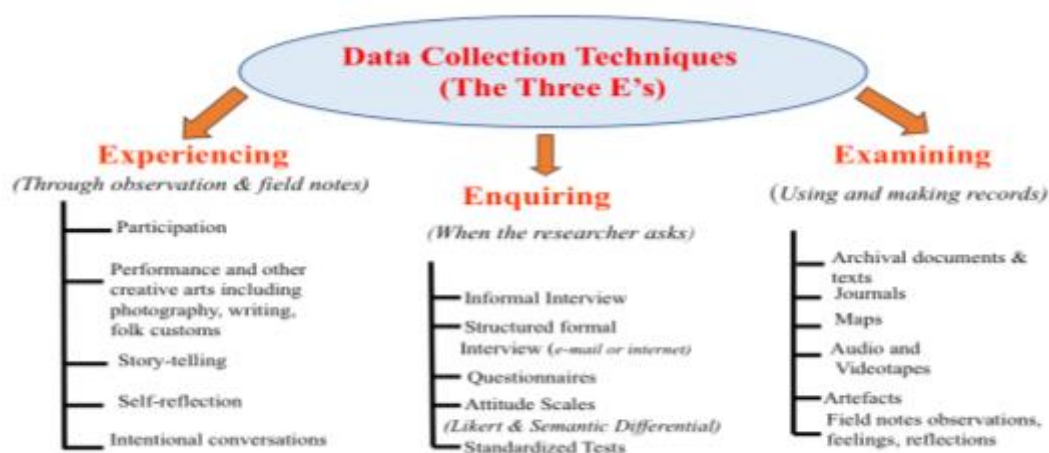 Data Collection Techniques
(The Three E's)
Experiencing
(Through observation & field notes)
Participation
Performance and other
creative arts including
photography, writing,
folk customs
Story-telling
Self-reflection
Intentional conversations
Enquiring
(When the researcher asks)
Informal Interview
Structured formal
Interview (e-mail or internet)
Questionnaires
Attitude Scales
(Likert & Semantic Differential)
Standardized Tests
Examining
(Using and making records)
Archival documents &
texts
Journals
Maps
Audio and
Videotapes
Artefacts
Field notes observations,
feelings, reflections